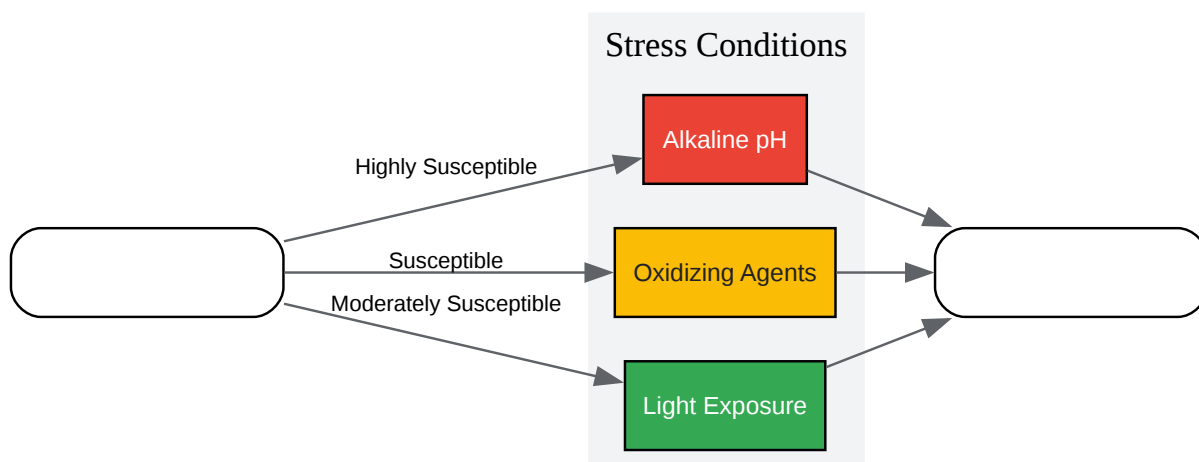 Stress Conditions
Alkaline pH
Highly Susceptible
Susceptible
Oxidizing Agents
Moderately Susceptible
Light Exposure